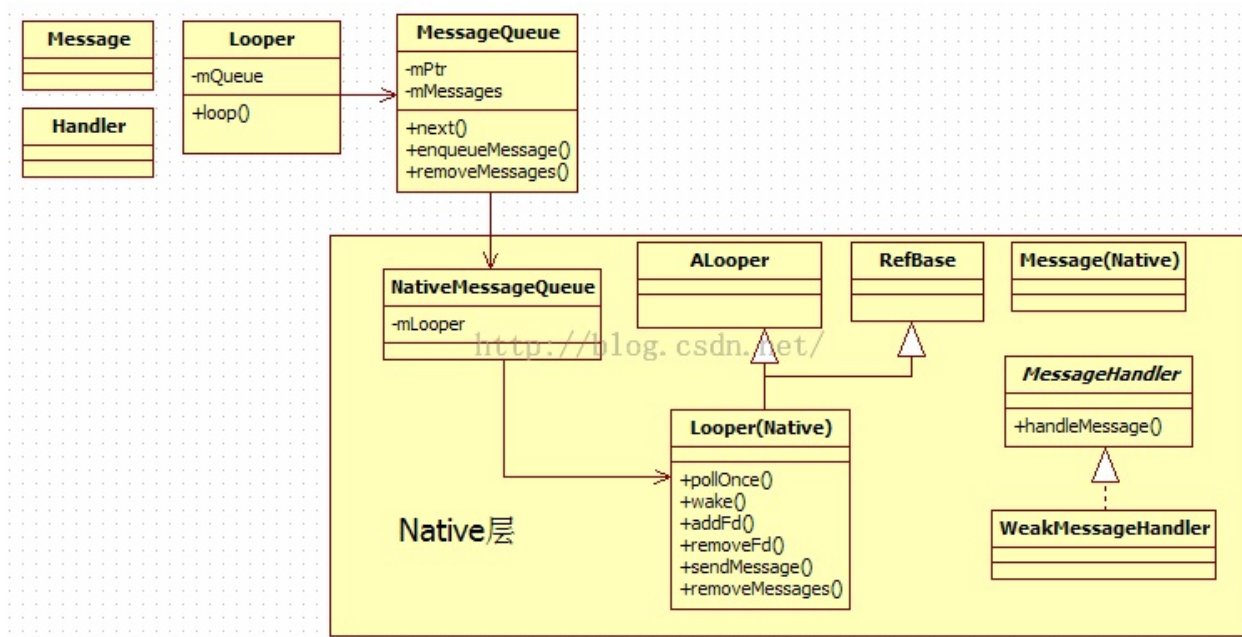 Message
Looper
-mQueue
+loop()
MessageQueue
-mPtr
-mMessages
+next()
+enqueueMessage()
+removeMessages()
Handler
NativeMessageQueue
-mLooper
ALooper
RefBase
Message(Native)
http://blog.csdn.net/
MessageHandler
+handleMessage()
Looper(Native)
+pollOnce()
+wake()
+addFd()
+removeFd()
+sendMessage()
+removeMessages()
Native层
WeakMessageHandler